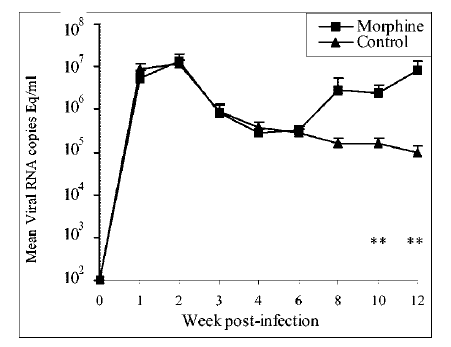 Morphine
Control
Mean Viral RNA copies Eq/ml
10^8
10^7
10^6
10^5
10^4
10^3
10^2
** **
0 1 2 3 4 6 8 10 12
Week post-infection